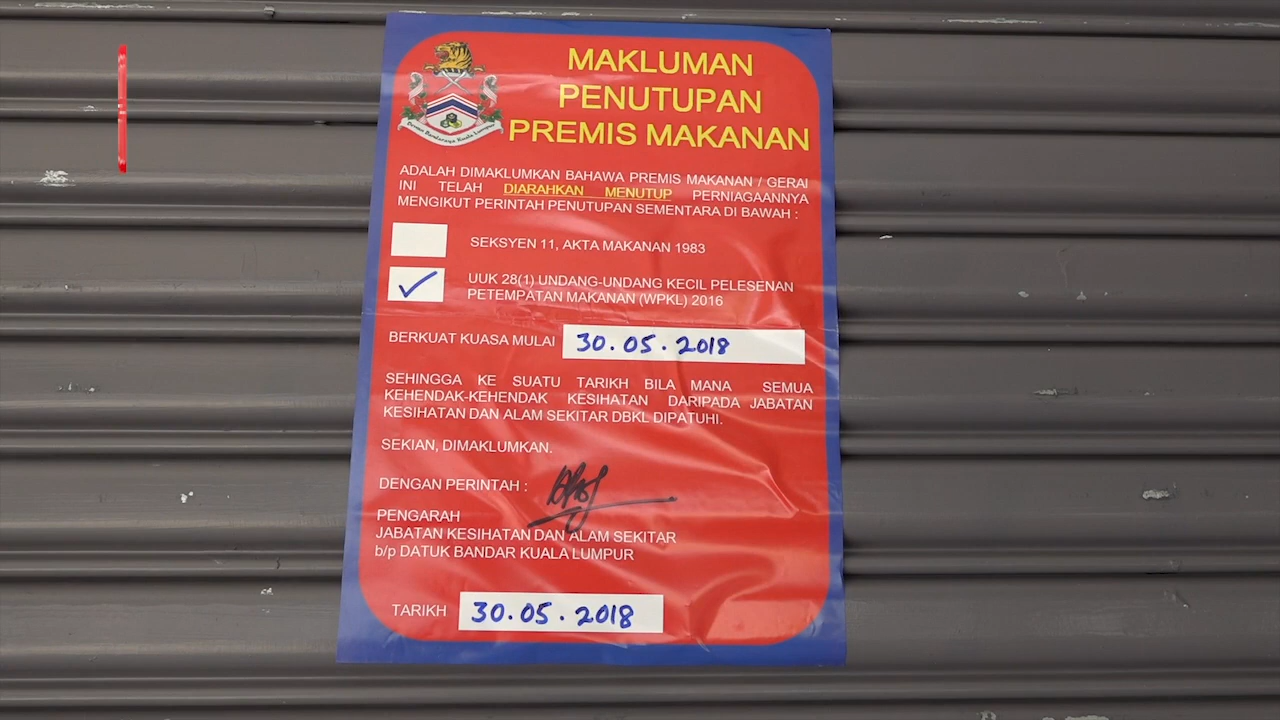 MAKLUMAN
PENUTUPAN
PREMIS MAKANAN
Dewan Bandaraya Kuala Lumpur
ADALAH DIMAKLUMKAN BAHAWA PREMIS MAKANAN / GERAI
INI TELAH DIARAHKAN MENUTUP PERNIAGAANNYA
MENGIKUT PERINTAH PENUTUPAN SEMENTARA DI BAWAH :
SEKSYEN 11, AKTA MAKANAN 1983
✓ UUK 28(1) UNDANG-UNDANG KECIL PELESENAN
PETEMPATAN MAKANAN (WPKL) 2016
BERKUAT KUASA MULAI 30.05.2018
SEHINGGA KE SUATU TARIKH BILA MANA SEMUA
KEHENDAK-KEHENDAK KESIHATAN DARIPADA JABATAN
KESIHATAN DAN ALAM SEKITAR DBKL DIPATUHI.
SEKIAN, DIMAKLUMKAN.
DENGAN PERINTAH :
PENGARAH
JABATAN KESIHATAN DAN ALAM SEKITAR
b/p DATUK BANDAR KUALA LUMPUR
TARIKH 30.05.2018